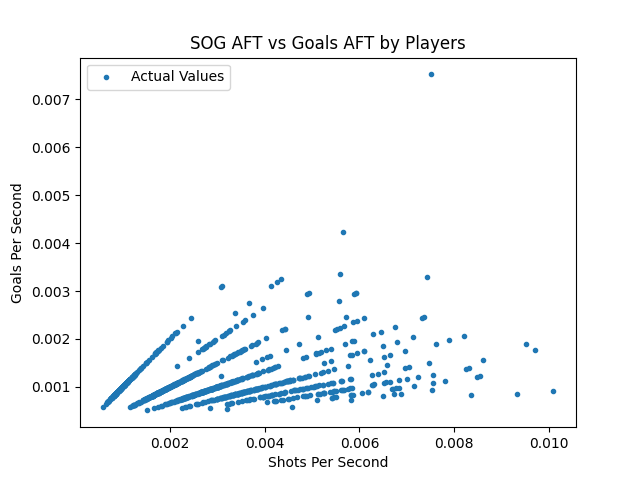 SOG AFT vs Goals AFT by Players
Actual Values
Goals Per Second
0.007
0.006
0.005
0.004
0.003
0.002
0.001
0.002 0.004 0.006 0.008 0.010
Shots Per Second